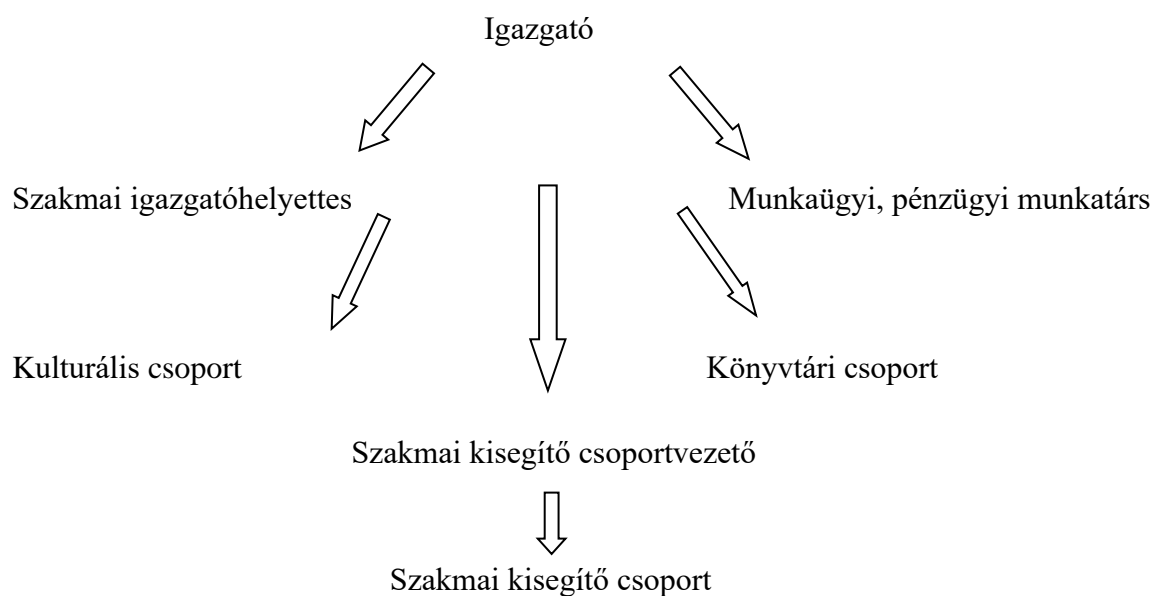 Igazgató
Szakmai igazgatóhelyettes
Munkaügyi, pénzügyi munkatárs
Kulturális csoport
Könyvtári csoport
Szakmai kisegítő csoportvezető
Szakmai kisegítő csoport